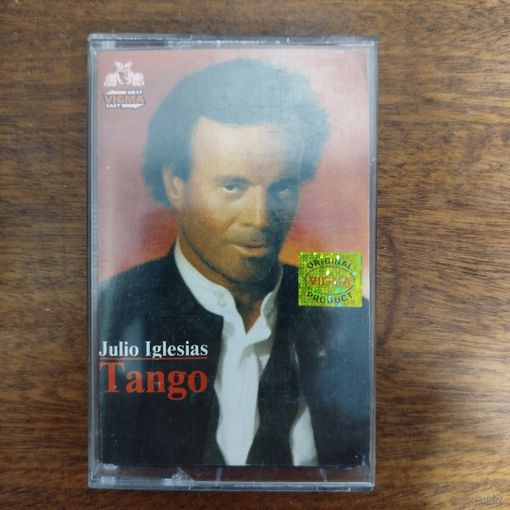 WEST
VIGMA
EAST
ORIGINAL
VIGMA
PRODUCT
Julio Iglesias
Tango